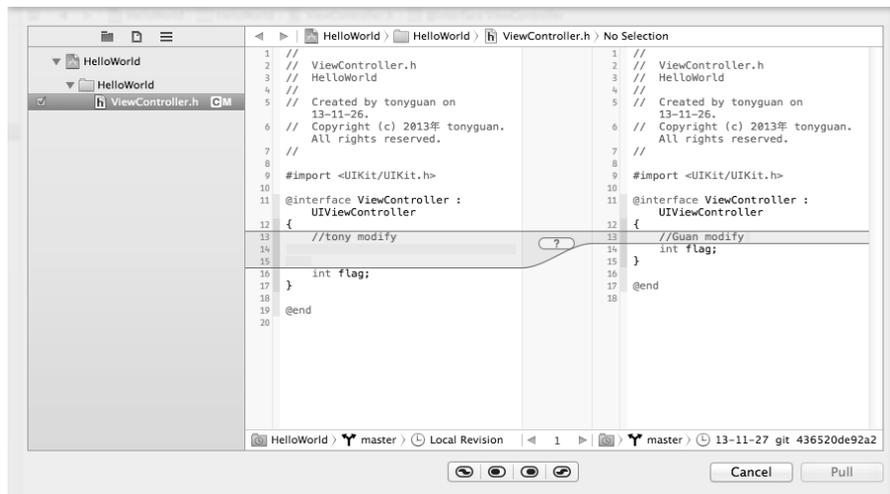 HelloWorld
HelloWorld
ViewController.h C M
HelloWorld HelloWorld ViewController.h No Selection
1 //
2 // ViewController.h
3 // HelloWorld
4 //
5 // Created by tonyguan on
13-11-26.
6 // Copyright (c) 2013年 tonyguan.
All rights reserved.
7 //
8
9 #import <UIKit/UIKit.h>
10
11 @interface ViewController :
UIViewController
12 {
13 //tony modify
14
15
16 int flag;
17 }
18
19 @end
20
?
1 //
2 // ViewController.h
3 // HelloWorld
4 //
5 // Created by tonyguan on
13-11-26.
6 // Copyright (c) 2013年 tonyguan.
All rights reserved.
7 //
8
9 #import <UIKit/UIKit.h>
10
11 @interface ViewController :
UIViewController
12 {
13 //Guan modify
14 int flag;
15 }
16
17 @end
18
HelloWorld master Local Revision 1 master 13-11-27 git 436520de92a2
Cancel Pull